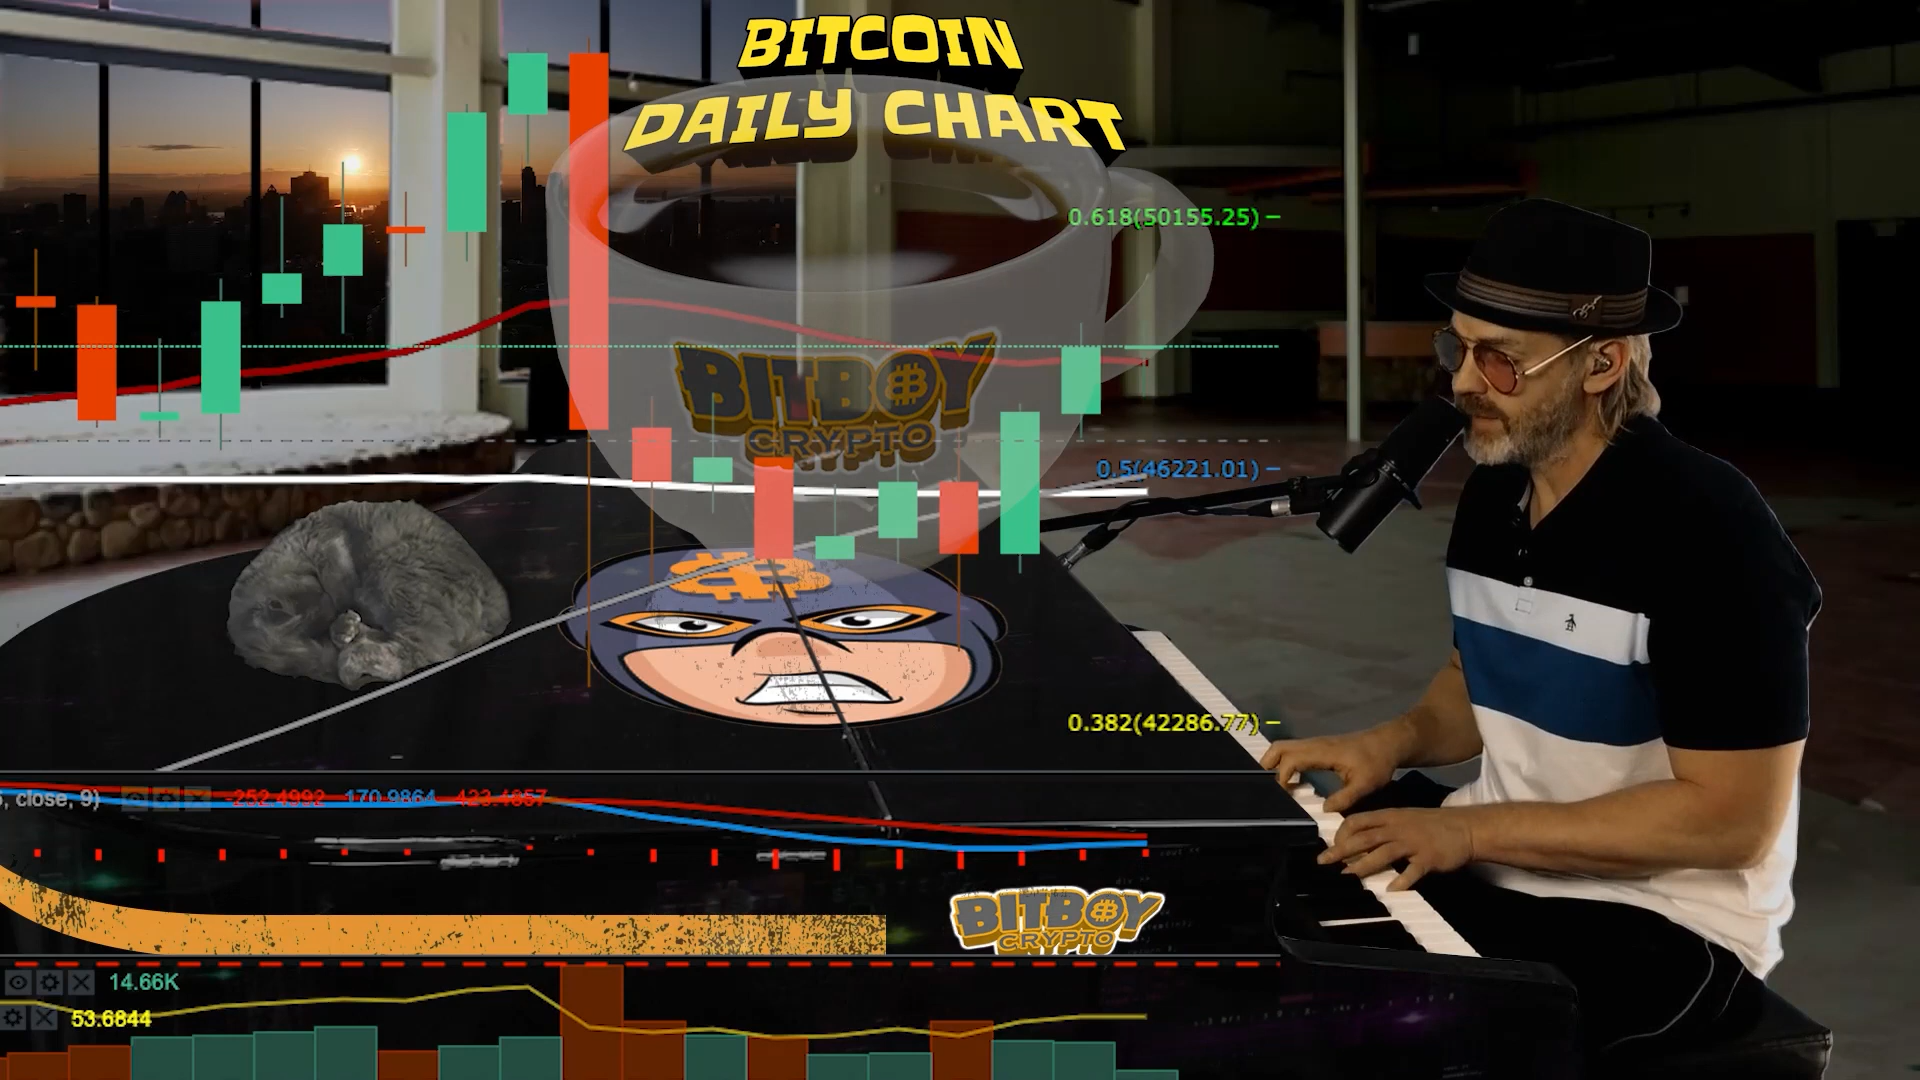 BITCOIN
DAILY CHART
0.618(50155.25)
BITBOY
CRYPTO
0.5(46221.01)
0.382(42286.77)
, close, 9) -252.4992 170.9864 423.4857
BITBOY
CRYPTO
14.66K
53.6844